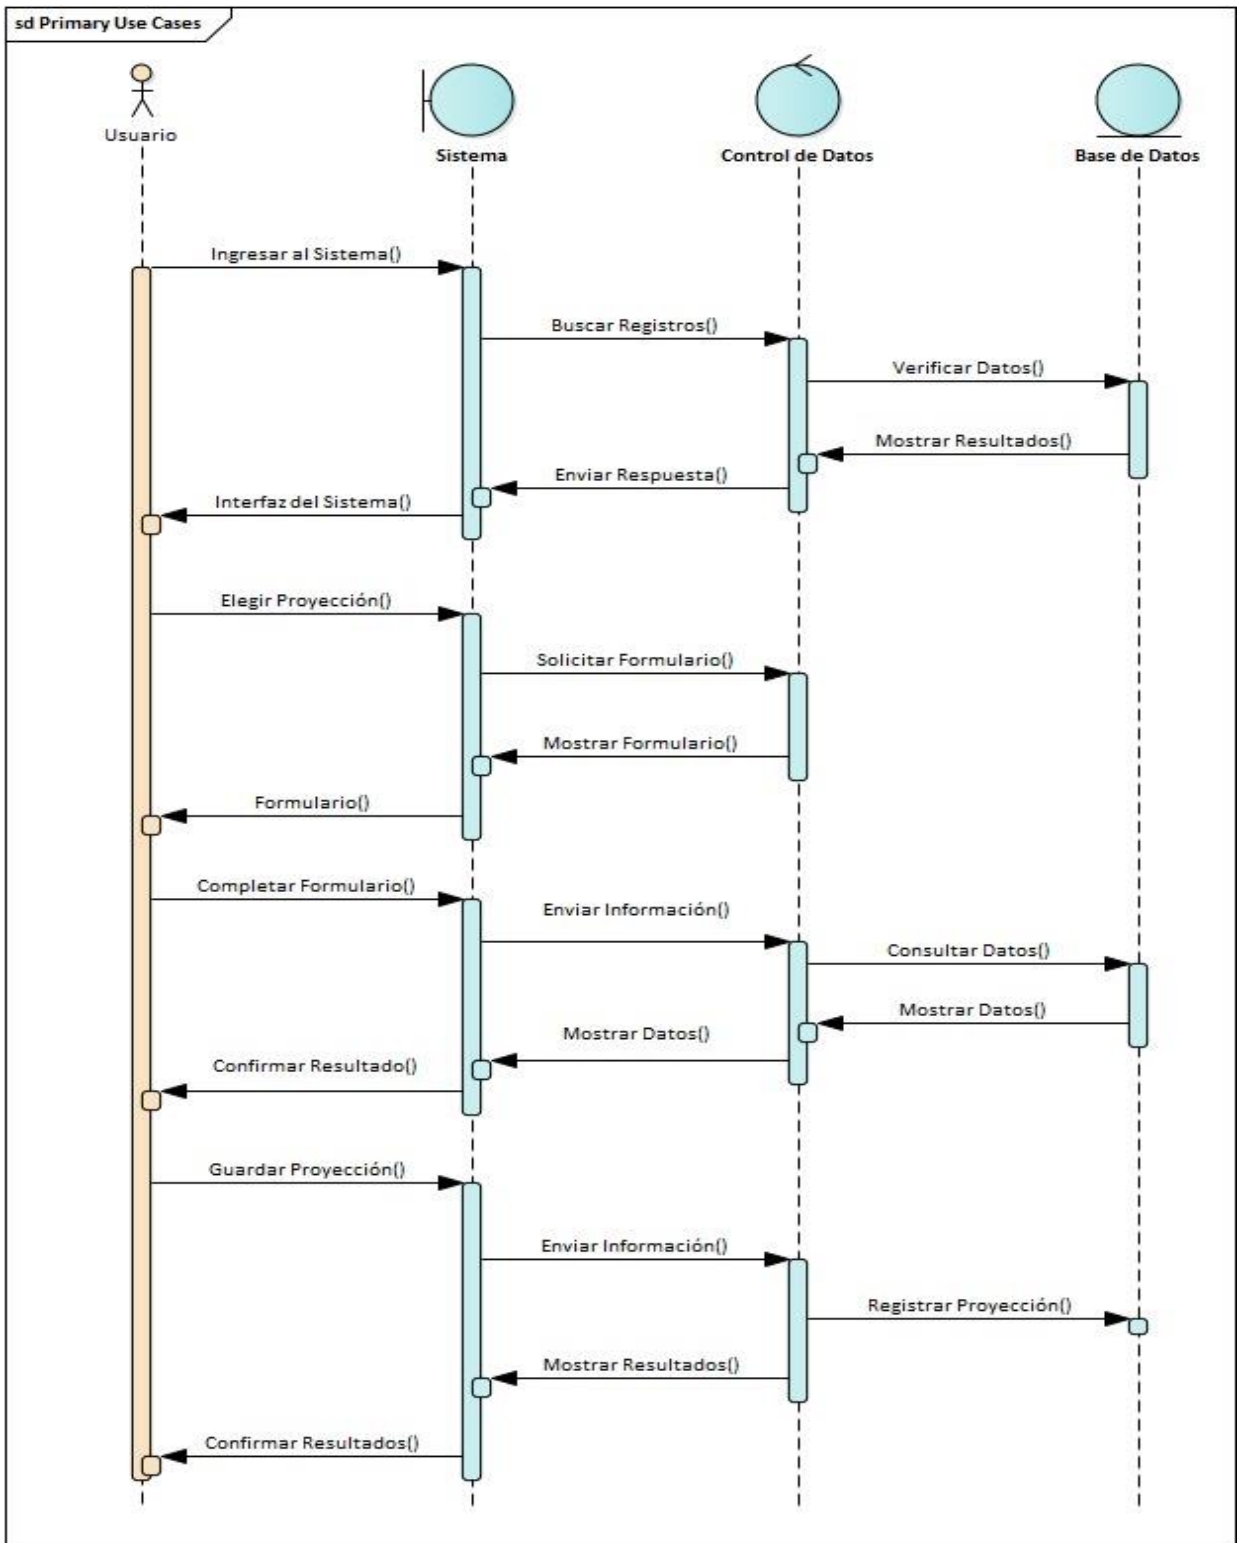 sd Primary Use Cases
Usuario
Sistema
Control de Datos
Base de Datos
Ingresar al Sistema()
Buscar Registros()
Verificar Datos()
Mostrar Resultados()
Enviar Respuesta()
Interfaz del Sistema()
Elegir Proyección()
Solicitar Formulario()
Mostrar Formulario()
Formulario()
Completar Formulario()
Enviar Información()
Consultar Datos()
Mostrar Datos()
Mostrar Datos()
Confirmar Resultado()
Guardar Proyección()
Enviar Información()
Registrar Proyección()
Mostrar Resultados()
Confirmar Resultados()